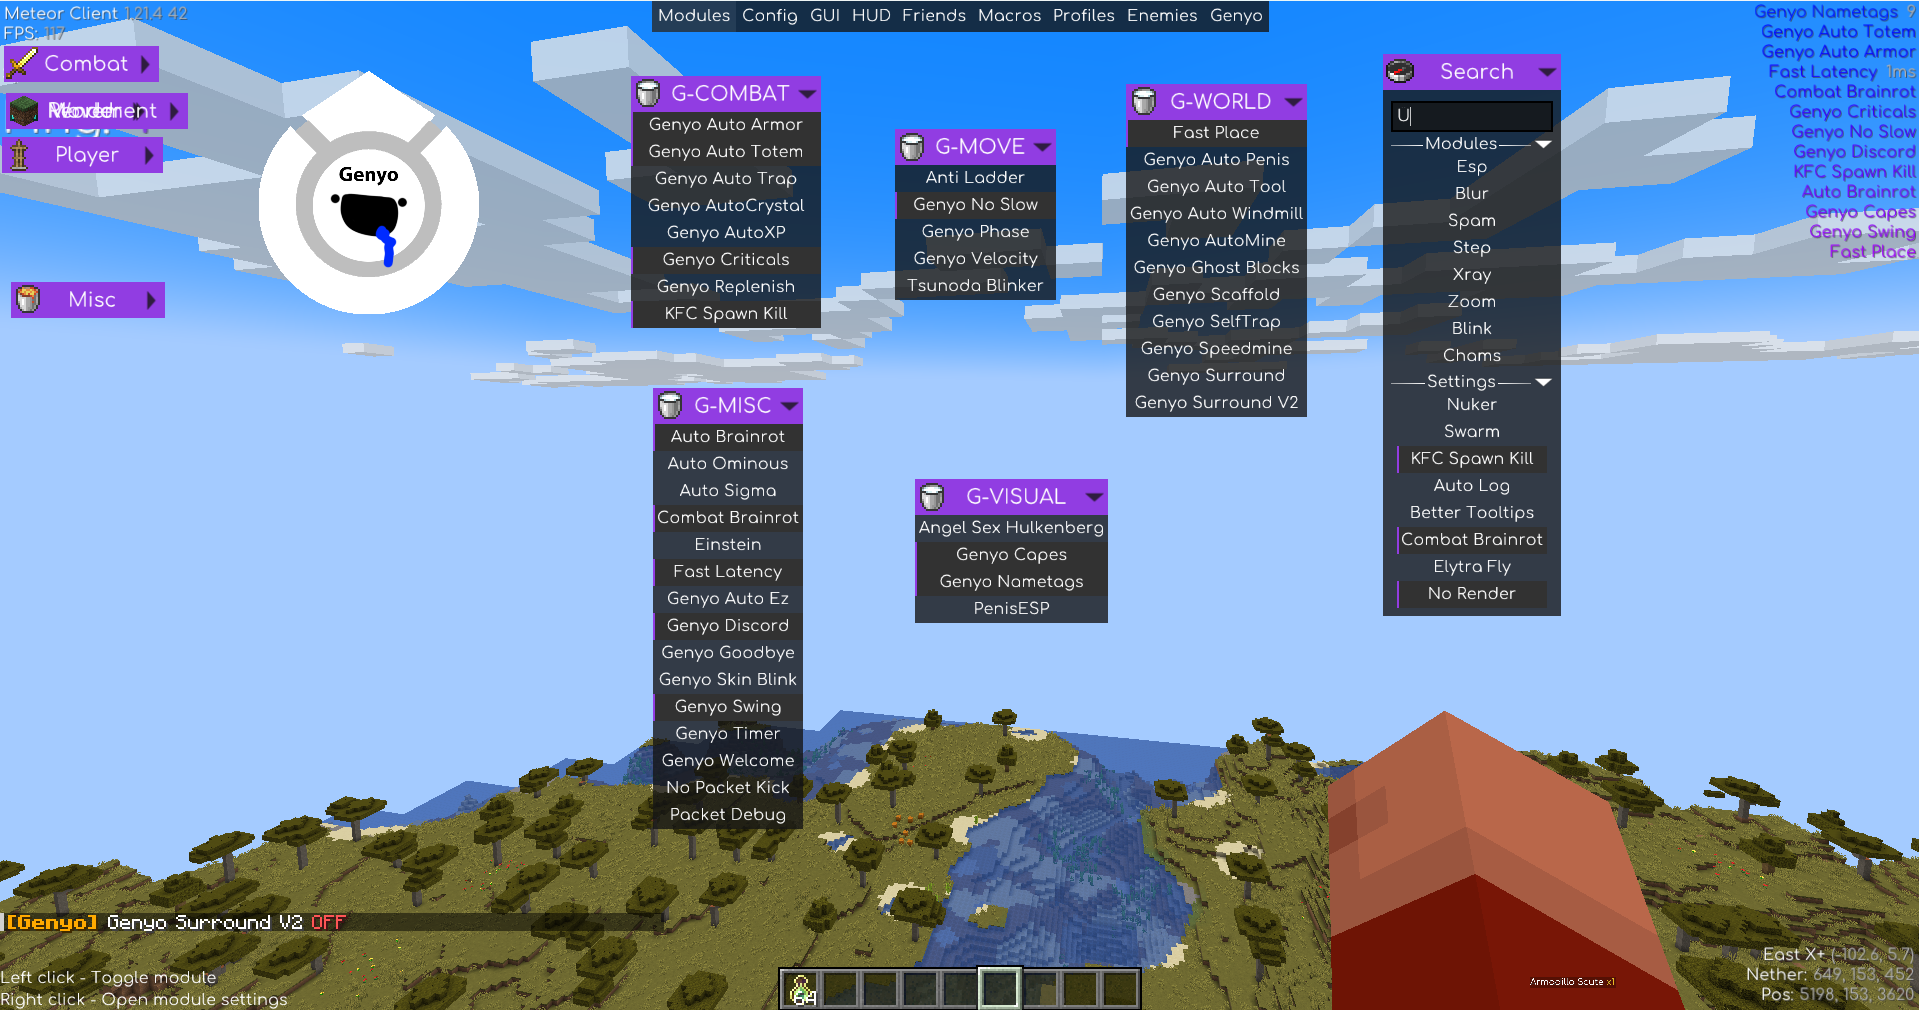 Meteor Client 1.21.4 42
FPS: 117
Modules Config GUI HUD Friends Macros Profiles Enemies Genyo
Genyo Nametags 9
Genyo Auto Totem
Genyo Auto Armor
Fast Latency 1ms
Combat Brainrot
Genyo Criticals
Genyo No Slow
Genyo Discord
KFC Spawn Kill
Auto Brainrot
Genyo Capes
Genyo Swing
Fast Place
Combat
Player
Misc
Genyo
G-COMBAT
Genyo Auto Armor
Genyo Auto Totem
Genyo Auto Trap
Genyo AutoCrystal
Genyo AutoXP
Genyo Criticals
Genyo Replenish
KFC Spawn Kill
G-MOVE
Anti Ladder
Genyo No Slow
Genyo Phase
Genyo Velocity
Tsunoda Blinker
G-WORLD
Fast Place
Genyo Auto Penis
Genyo Auto Tool
Genyo Auto Windmill
Genyo AutoMine
Genyo Ghost Blocks
Genyo Scaffold
Genyo SelfTrap
Genyo Speedmine
Genyo Surround
Genyo Surround V2
Search
U
Modules
Esp
Blur
Spam
Step
Xray
Zoom
Blink
Chams
Settings
Nuker
Swarm
KFC Spawn Kill
Auto Log
Better Tooltips
Combat Brainrot
Elytra Fly
No Render
G-MISC
Auto Brainrot
Auto Ominous
Auto Sigma
Combat Brainrot
Einstein
Fast Latency
Genyo Auto Ez
Genyo Discord
Genyo Goodbye
Genyo Skin Blink
Genyo Swing
Genyo Timer
Genyo Welcome
No Packet Kick
Packet Debug
G-VISUAL
Angel Sex Hulkenberg
Genyo Capes
Genyo Nametags
PenisESP
[Genyo] Genyo Surround V2 OFF
Left click - Toggle module
Right click - Open module settings
64
Armadillo Scute x1
East X+ (-102.6, 5.7)
Nether: 649, 153, 452
Pos: 5198, 153, 3620